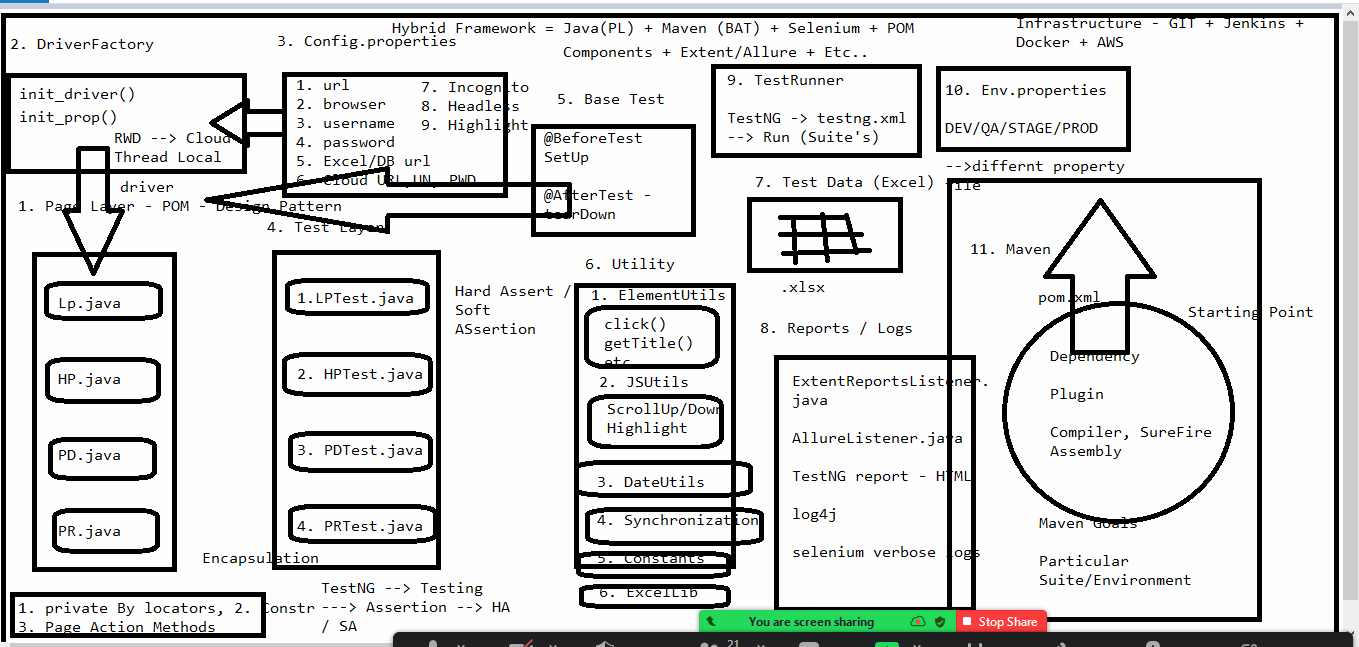 Hybrid Framework = Java(PL) + Maven (BAT) + Selenium + POM
Components + Extent/Allure + Etc..
Infrastructure - GIT + Jenkins +
Docker + AWS
2. DriverFactory
init_driver()
init_prop()
RWD --> Cloud
Thread Local
driver
3. Config.properties
1. url
2. browser
3. username
4. password
5. Excel/DB url
6. Cloud URL,UN, PWD
7. Incognito
8. Headless
9. Highlight
5. Base Test
@BeforeTest
SetUp
@AfterTest -
tearDown
9. TestRunner
TestNG -> testng.xml
--> Run (Suite's)
10. Env.properties
DEV/QA/STAGE/PROD
-->differnt property
file
1. Page Layer - POM - Design Pattern
Lp.java
HP.java
PD.java
PR.java
Encapsulation
1. private By locators, 2. Constr
3. Page Action Methods
4. Test Layer
1.LPTest.java
2. HPTest.java
3. PDTest.java
4. PRTest.java
Hard Assert /
Soft
ASsertion
TestNG --> Testing
---> Assertion --> HA
/ SA
6. Utility
1. ElementUtils
click()
getTitle()
etc
2. JSUtils
ScrollUp/Down
Highlight
3. DateUtils
4. Synchronization
5. Constants
6. ExcelLib
7. Test Data (Excel)
.xlsx
8. Reports / Logs
ExtentReportsListener.
java
AllureListener.java
TestNG report - HTML
log4j
selenium verbose logs
11. Maven
pom.xml
Starting Point
Dependency
Plugin
Compiler, SureFire
Assembly
Maven Goals
Particular
Suite/Environment
You are screen sharing
Stop Share
21